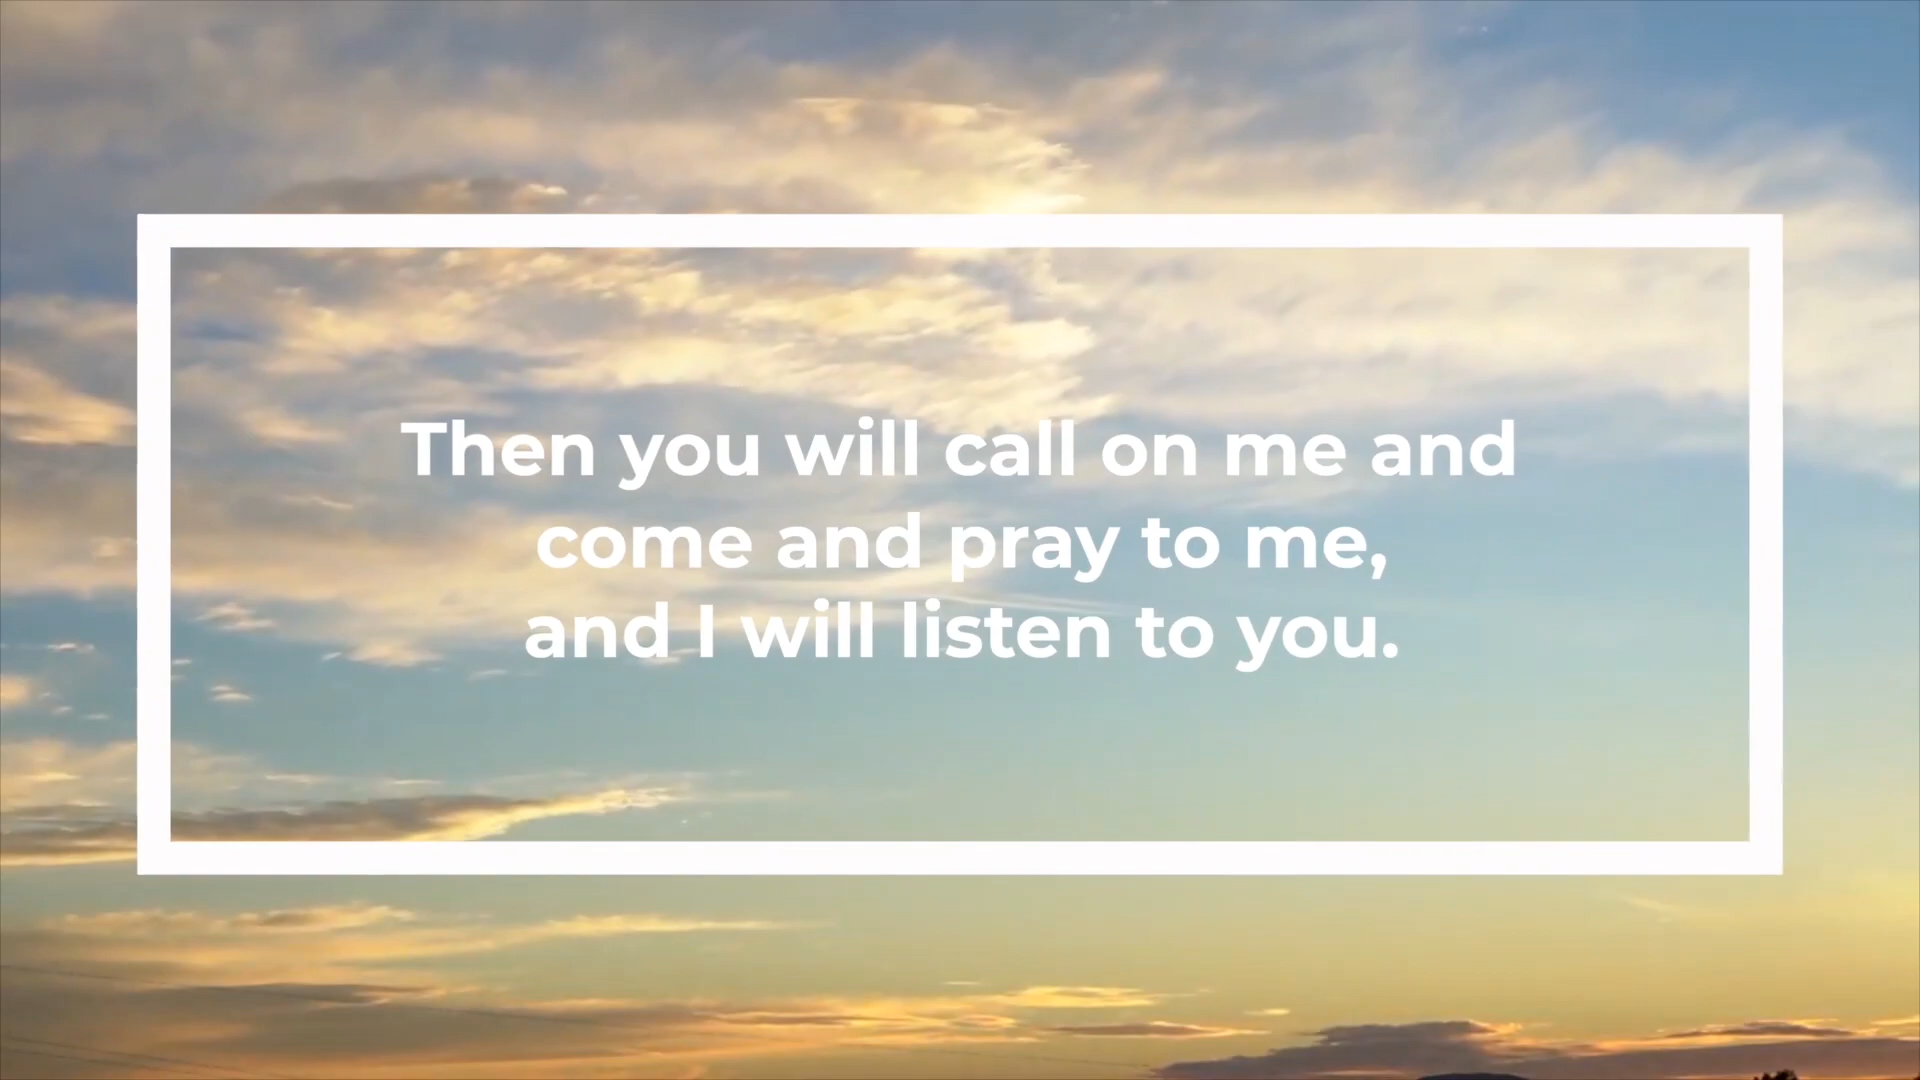 Then you will call on me and
come and pray to me,
and I will listen to you.